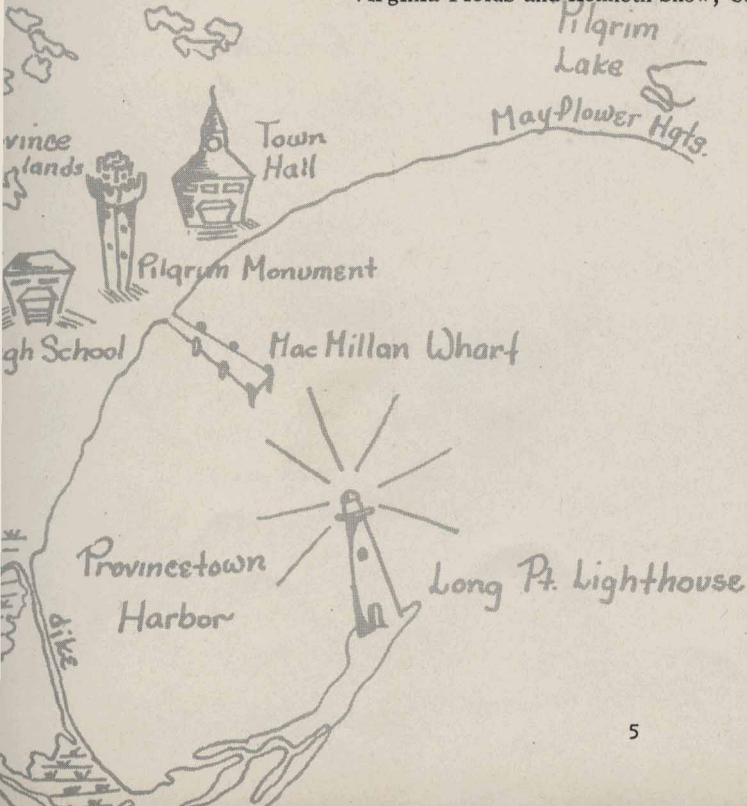 Pilgrim
Lake
Mayflower Hgts.
vince
lands
Town
Hall
Pilgrim Monument
gh School
MacMillan Wharf
Provincetown
Harbor
Long Pt. Lighthouse
dike
5